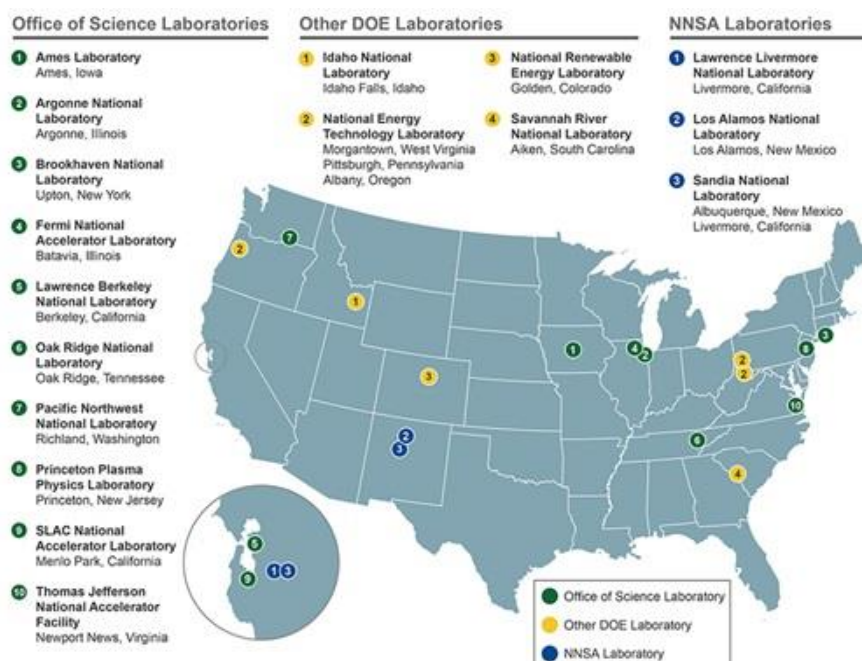 Office of Science Laboratories
1 Ames Laboratory
Ames, Iowa
2 Argonne National
Laboratory
Argonne, Illinois
3 Brookhaven National
Laboratory
Upton, New York
4 Fermi National
Accelerator Laboratory
Batavia, Illinois
5 Lawrence Berkeley
National Laboratory
Berkeley, California
6 Oak Ridge National
Laboratory
Oak Ridge, Tennessee
7 Pacific Northwest
National Laboratory
Richland, Washington
8 Princeton Plasma
Physics Laboratory
Princeton, New Jersey
9 SLAC National
Accelerator Laboratory
Menlo Park, California
10 Thomas Jefferson
National Accelerator
Facility
Newport News, Virginia
Other DOE Laboratories
1 Idaho National
Laboratory
Idaho Falls, Idaho
2 National Energy
Technology Laboratory
Morgantown, West Virginia
Pittsburgh, Pennsylvania
Albany, Oregon
3 National Renewable
Energy Laboratory
Golden, Colorado
4 Savannah River
National Laboratory
Aiken, South Carolina
NNSA Laboratories
1 Lawrence Livermore
National Laboratory
Livermore, California
2 Los Alamos National
Laboratory
Los Alamos, New Mexico
3 Sandia National
Laboratory
Albuquerque, New Mexico
Livermore, California
7
2
1
3
2
3
1
4
2
2
2
8
3
10
6
4
5
1 3
9
Office of Science Laboratory
Other DOE Laboratory
NNSA Laboratory